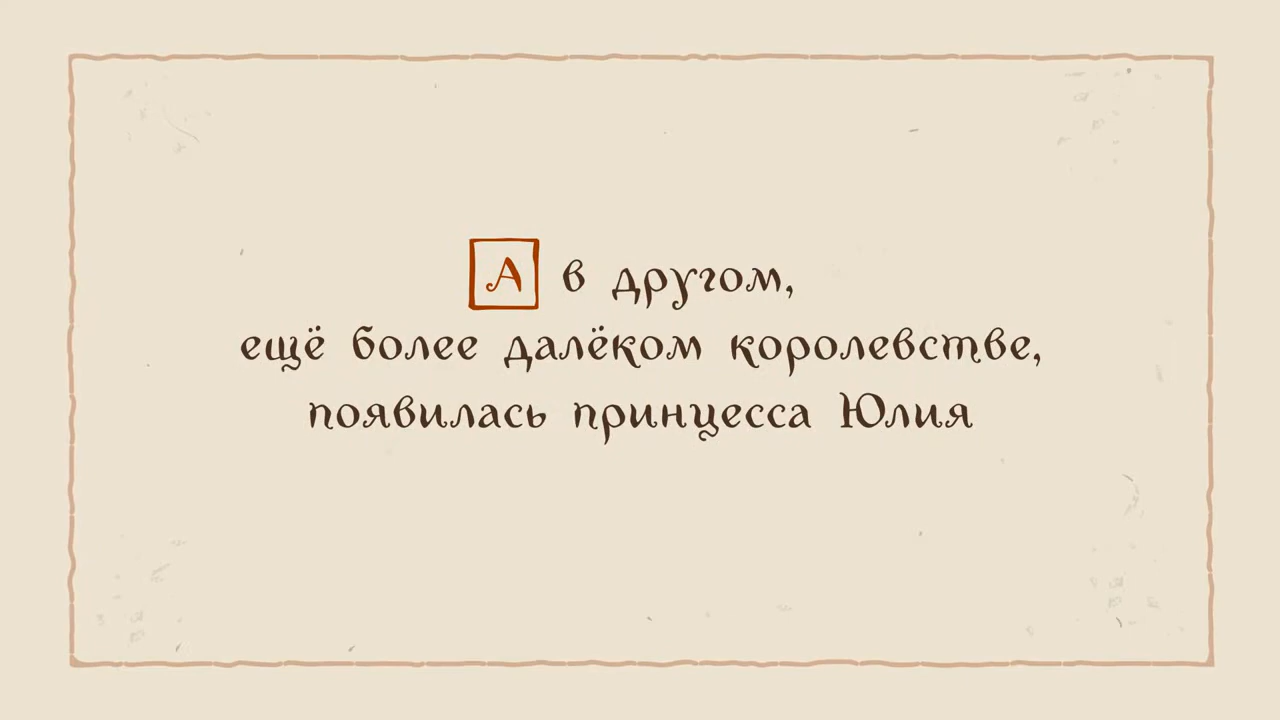 А в другом,
ещё более далёком королевстве,
появилась принцесса Юлия